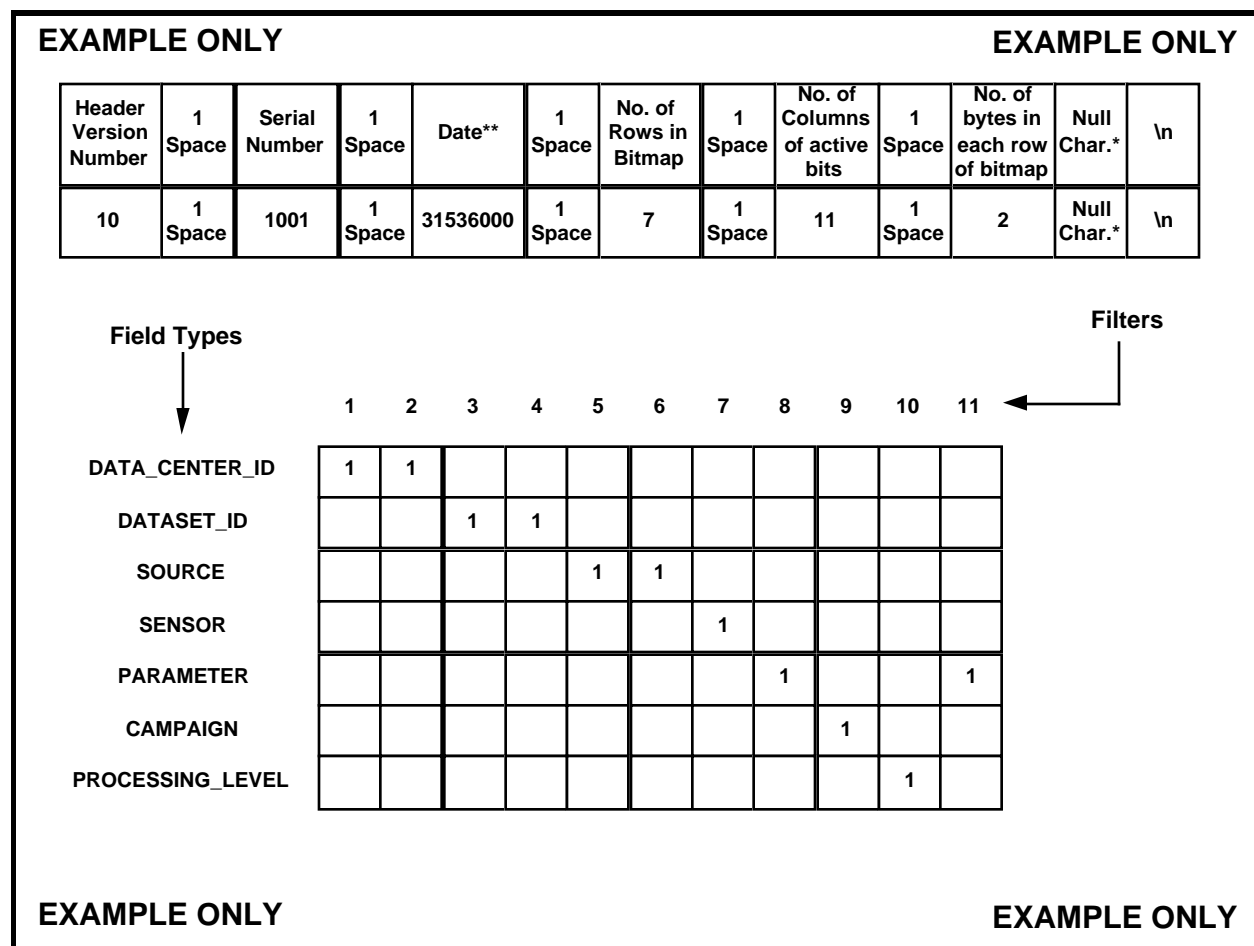 EXAMPLE ONLY EXAMPLE ONLY
Header Version Number 1 Space Serial Number 1 Space Date** 1 Space No. of Rows in Bitmap 1 Space No. of Columns of active bits 1 Space No. of bytes in each row of bitmap Null Char.* \n
10 1 Space 1001 1 Space 31536000 1 Space 7 1 Space 11 1 Space 2 Null Char.* \n
Field Types Filters
1 2 3 4 5 6 7 8 9 10 11
DATA_CENTER_ID 1 1
DATASET_ID 1 1
SOURCE 1 1
SENSOR 1
PARAMETER 1 1
CAMPAIGN 1
PROCESSING_LEVEL 1
EXAMPLE ONLY EXAMPLE ONLY